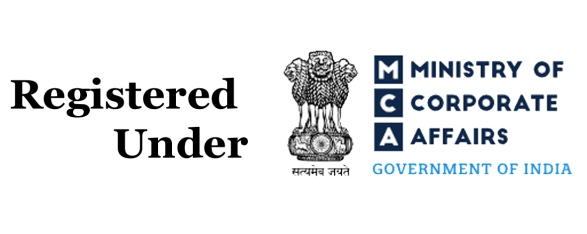 Registered
Under
सत्यमेव जयते
M MINISTRY OF
C CORPORATE
A AFFAIRS
GOVERNMENT OF INDIA